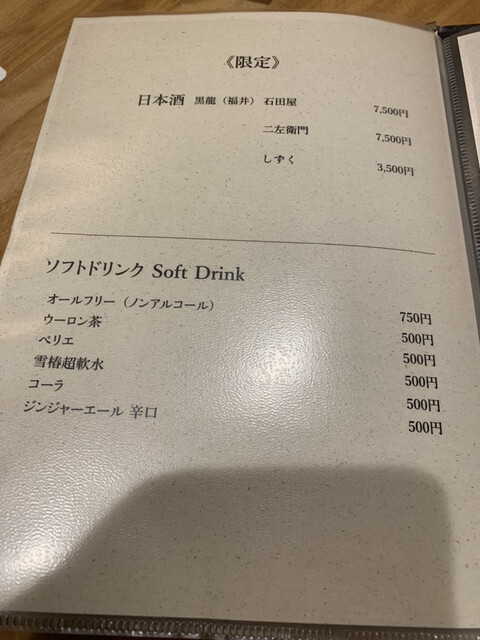 《限定》
日本酒 黒龍（福井） 石田屋 7,500円
二左衛門 7,500円
しずく 3,500円
ソフトドリンク Soft Drink
オールフリー（ノンアルコール） 750円
ウーロン茶 500円
ペリエ 500円
雪椿超軟水 500円
コーラ 500円
ジンジャーエール 辛口 500円